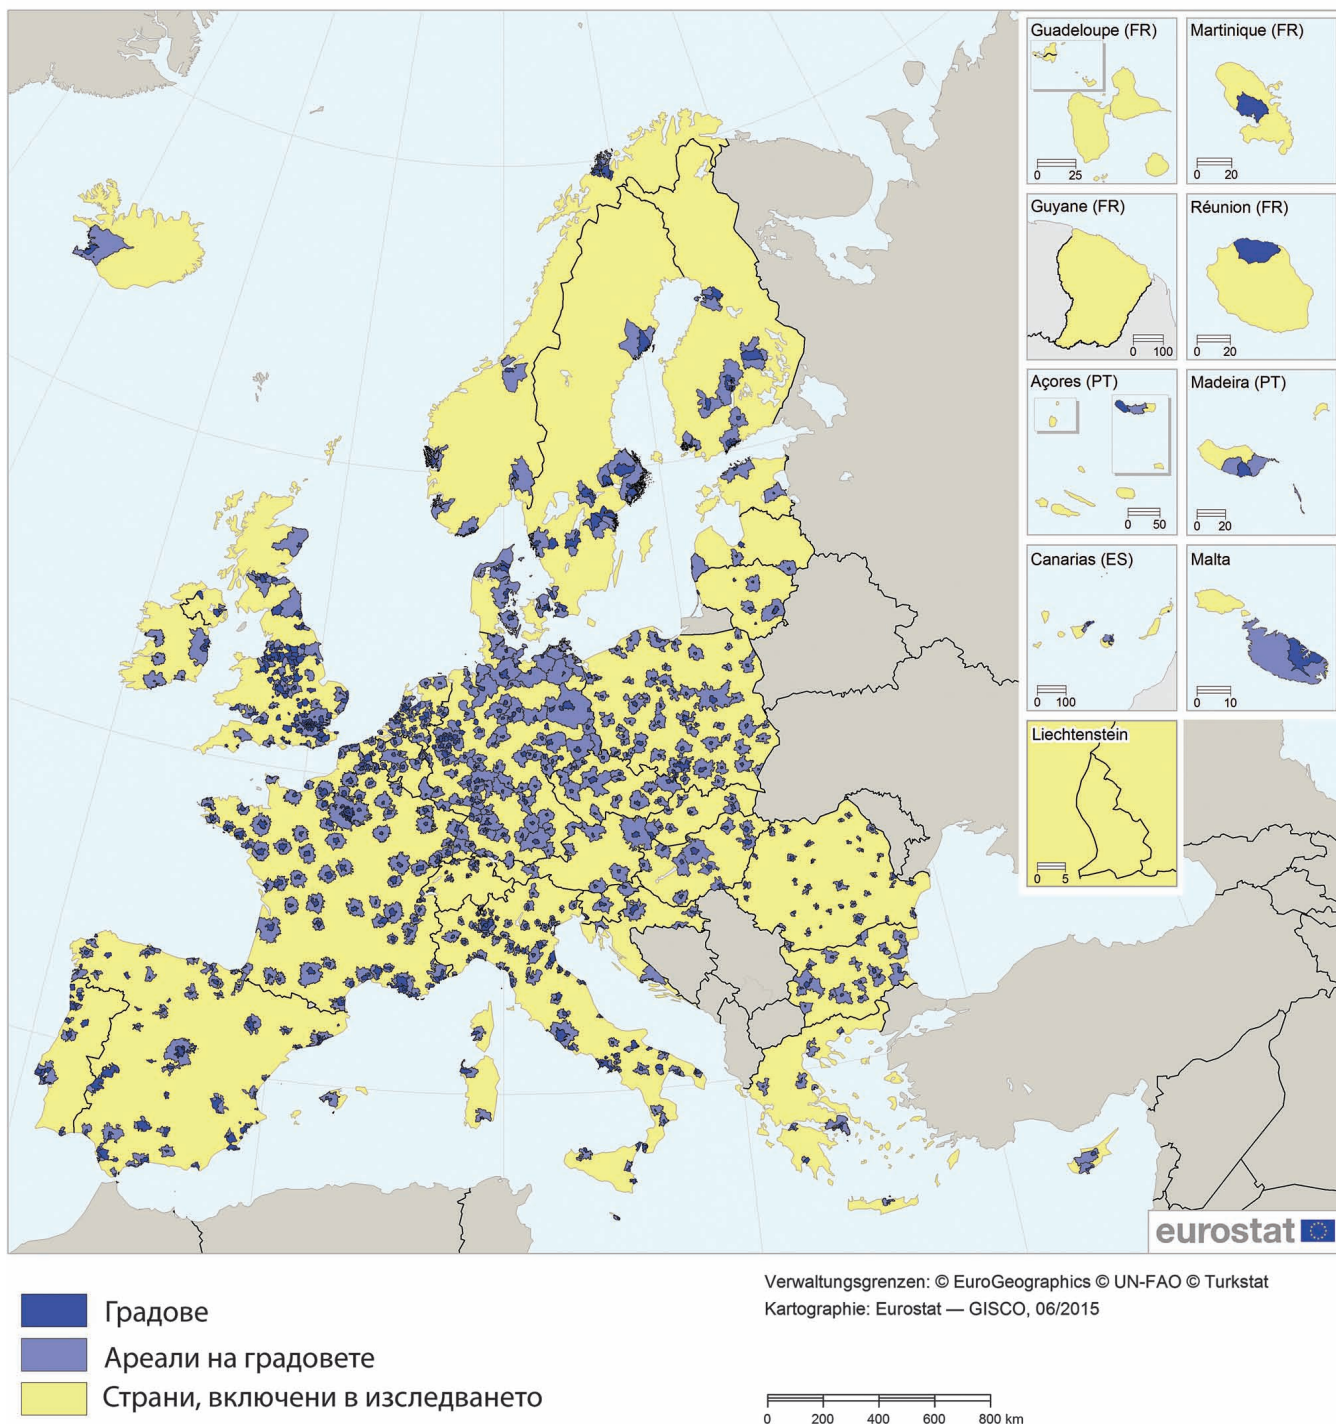 Guadeloupe (FR)
0 25
Martinique (FR)
0 20
Guyane (FR)
0 100
Réunion (FR)
0 20
Açores (PT)
0 50
Madeira (PT)
0 20
Canarias (ES)
0 100
Malta
0 10
Liechtenstein
0 5
eurostat
Verwaltungsgrenzen: © EuroGeographics © UN-FAO © Turkstat
Kartographie: Eurostat — GISCO, 06/2015
Градове
Ареали на градовете
Страни, включени в изследването
0 200 400 600 800 km